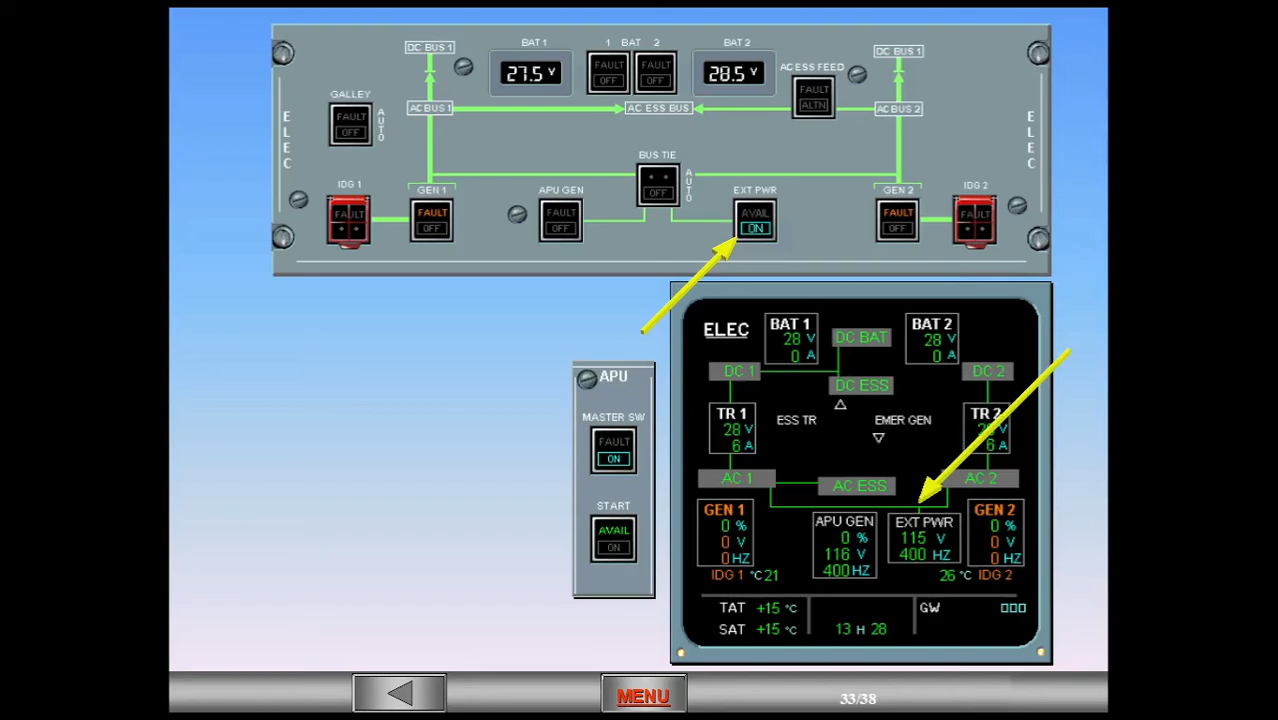 BAT 1
1 BAT 2
BAT 2
DC BUS 1
DC BUS 1
27.5 V
FAULT
OFF
FAULT
OFF
28.5 V
AC ESS FEED
FAULT
ALTN
GALLEY
FAULT
OFF
AUTO
AC BUS 1
AC ESS BUS
AC BUS 2
ELEC
ELEC
BUS TIE
OFF
AUTO
IDG 1
FAULT
GEN 1
FAULT
OFF
APU GEN
FAULT
OFF
EXT PWR
AVAIL
ON
GEN 2
FAULT
OFF
IDG 2
FAULT
ELEC
BAT 1
28 V
0 A
DC BAT
BAT 2
28 V
0 A
DC 1
DC ESS
DC 2
TR 1
28 V
6 A
ESS TR
EMER GEN
TR 2
28 V
6 A
AC 1
AC ESS
AC 2
GEN 1
0 %
0 V
0 HZ
APU GEN
0 %
116 V
400 HZ
EXT PWR
115 V
400 HZ
GEN 2
0 %
0 V
0 HZ
IDG 1 °C 21
26 °C IDG 2
TAT +15 °C
GW
SAT +15 °C
13 H 28
APU
MASTER SW
FAULT
ON
START
AVAIL
ON
MENU
33/38